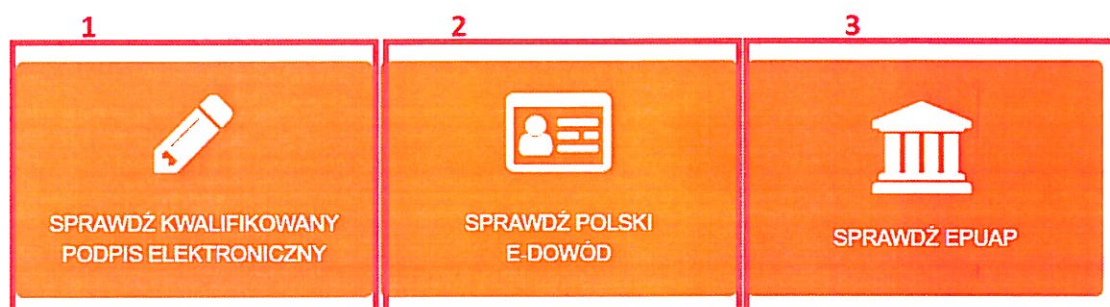 1
2
3
SPRAWDŹ KWALIFIKOWANY
PODPIS ELEKTRONICZNY
SPRAWDŹ POLSKI
E-DOWÓD
SPRAWDŹ EPUAP